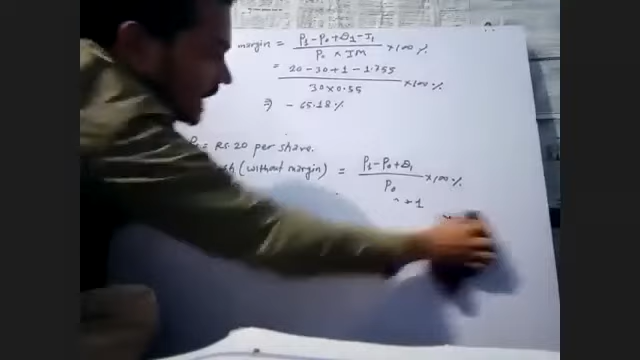 margin = P₁ - P₀ + D₁ - I₁ / P₀ × IM × 100 %
= 20 - 30 + 1 - 1.755 / 30 × 0.55 × 100 %
⇒ - 65.18 %
= Rs. 20 per share.
(without margin) = P₁ - P₀ + D₁ / P₀ × 100 %
+ 1